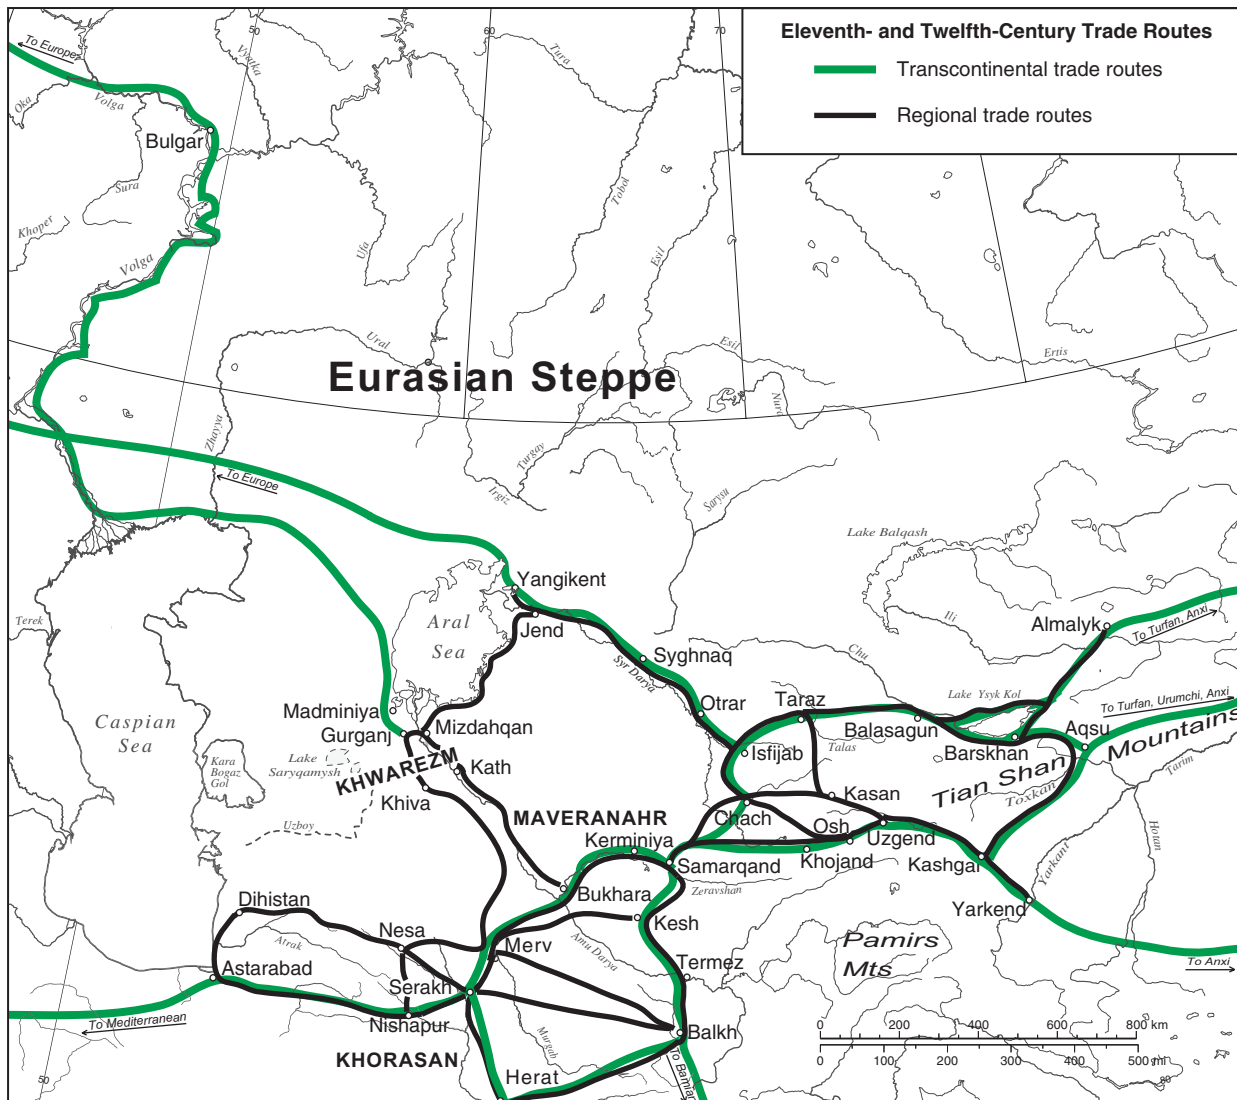 Eleventh- and Twelfth-Century Trade Routes
Transcontinental trade routes
Regional trade routes
To Europe
50
60
70
Oka
Volga
Vyatka
Tura
Bulgar
Sura
Khoper
Volga
Ufa
Tobol
Esil
Ural
Esil
Ertis
Eurasian Steppe
Nura
Zhayya
Turgay
To Europe
Irgiz
Sarysu
Lake Balqash
Yangikent
Terek
Aral
Sea
Jend
Ili
Almalyk
To Turfan, Anxi
Syghnaq
Syr Darya
Chu
Lake Ysyk Kol
To Turfan, Urumchi, Anxi
Caspian
Sea
Madminiya
Otrar
Taraz
Gurganj
Mizdahqan
Balasagun
Aqsu
Isfijab
Talas
Barskhan
Mountains
Kara
Bogaz
Gol
Lake
Saryqamysh
KHWAREZM
Kath
Tian Shan
Tarim
Khiva
Kasan
Toxkan
Chach
Uzboy
MAVERANAHR
Osh
Hotan
Kerminiya
Uzgend
Khojand
Kashgar
Yarkant
Samarqand
Zeravshan
Bukhara
Dihistan
Yarkend
Kesh
Nesa
Atrak
Merv
Amu Darya
Pamirs
Mts
Termez
To Anxi
Astarabad
Serakh
To Mediterranean
Nishapur
Murgab
Balkh
0 200 400 600 800 km
0 100 200 300 400 500 mi
KHORASAN
Herat
To Bamian
50
80